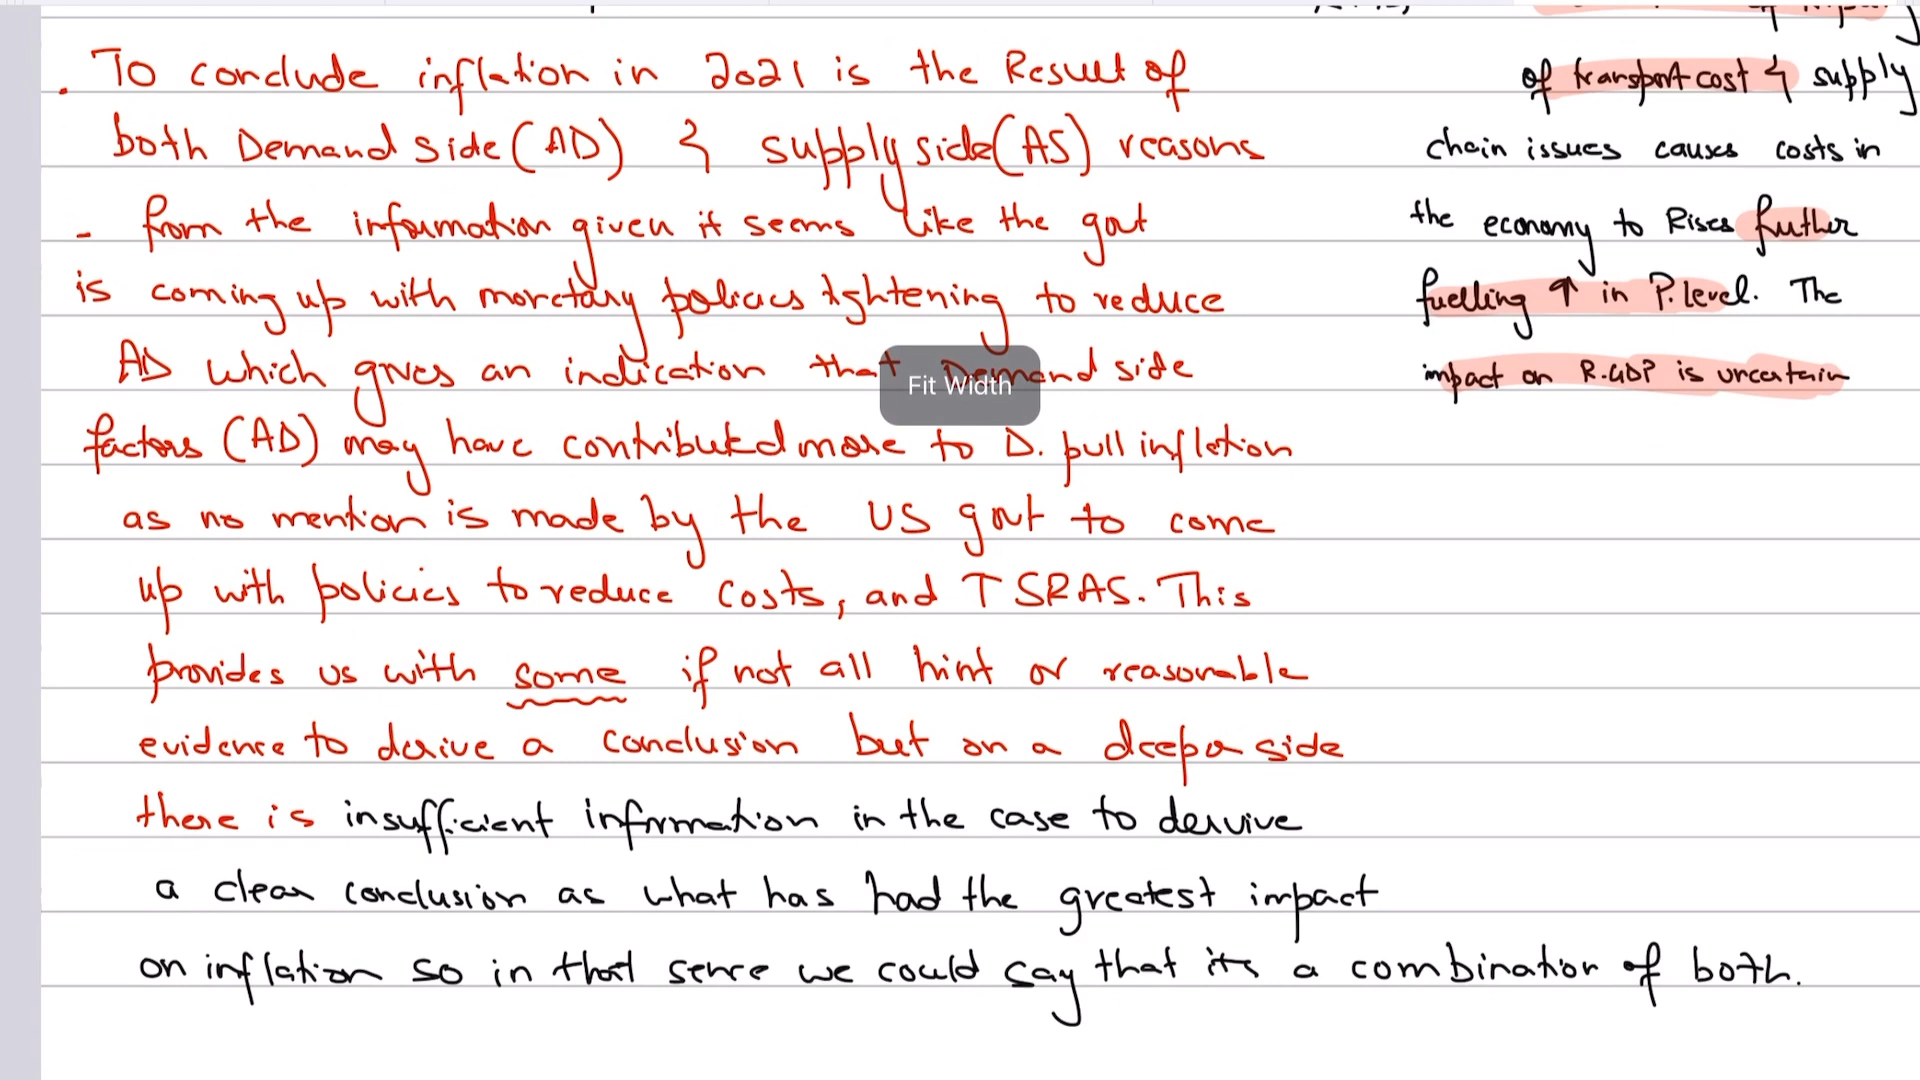 . To conclude inflation in 2021 is the Result of
both Demand side (AD) & supply side (AS) reasons
- from the information given it seems like the govt
is coming up with monetary policies tightening to reduce
AD which gives an indication that Demand side
Fit Width
factors (AD) may have contributed more to D. pull inflation
as no mention is made by the US govt to come
up with policies to reduce costs, and ↑ SRAS. This
provides us with some if not all hint or reasonable
evidence to derive a conclusion but on a deeper side
there is insufficient information in the case to dervive
a clear conclusion as what has had the greatest impact
on inflation so in that sense we could say that its a combination of both.
of transport cost & supply
chain issues causes costs in
the economy to Rises further
fuelling ↑ in P. level. The
impact on R.GDP is uncertain